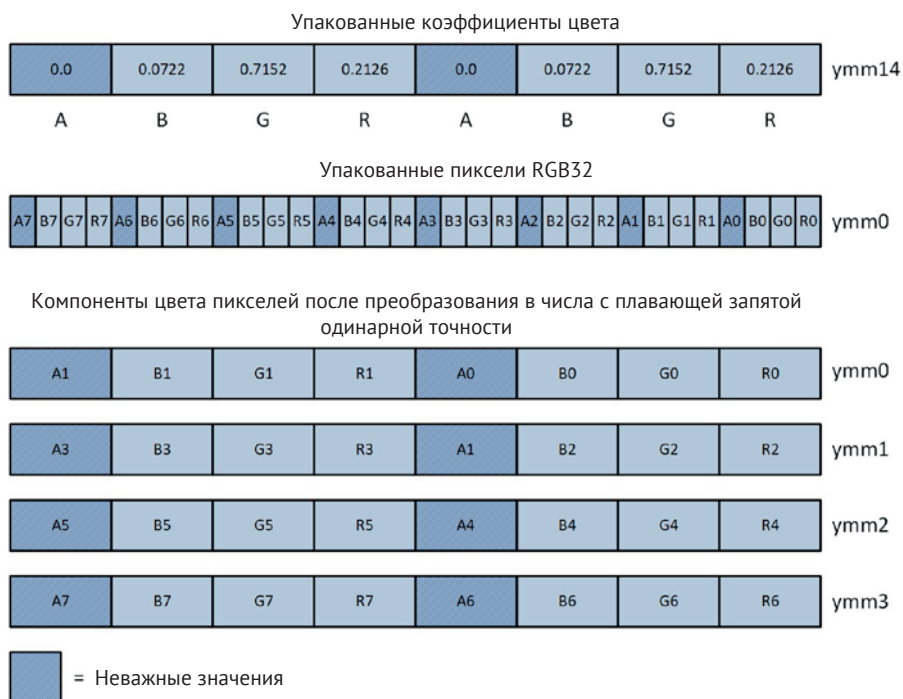 Упакованные коэффициенты цвета
0.0 0.0722 0.7152 0.2126 0.0 0.0722 0.7152 0.2126 ymm14
A B G R A B G R
Упакованные пиксели RGB32
A7 B7 G7 R7 A6 B6 G6 R6 A5 B5 G5 R5 A4 B4 G4 R4 A3 B3 G3 R3 A2 B2 G2 R2 A1 B1 G1 R1 A0 B0 G0 R0 ymm0
Компоненты цвета пикселей после преобразования в числа с плавающей запятой
одинарной точности
A1 B1 G1 R1 A0 B0 G0 R0 ymm0
A3 B3 G3 R3 A1 B2 G2 R2 ymm1
A5 B5 G5 R5 A4 B4 G4 R4 ymm2
A7 B7 G7 R7 A6 B6 G6 R6 ymm3
= Неважные значения